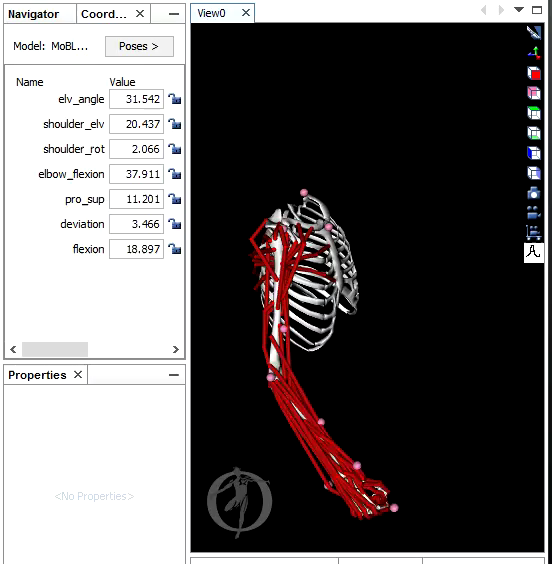 Navigator
Coord...
View0
Model: MoBL...
Poses >
Name Value
elv_angle 31.542
shoulder_elv 20.437
shoulder_rot 2.066
elbow_flexion 37.911
pro_sup 11.201
deviation 3.466
flexion 18.897
Properties
<No Properties>